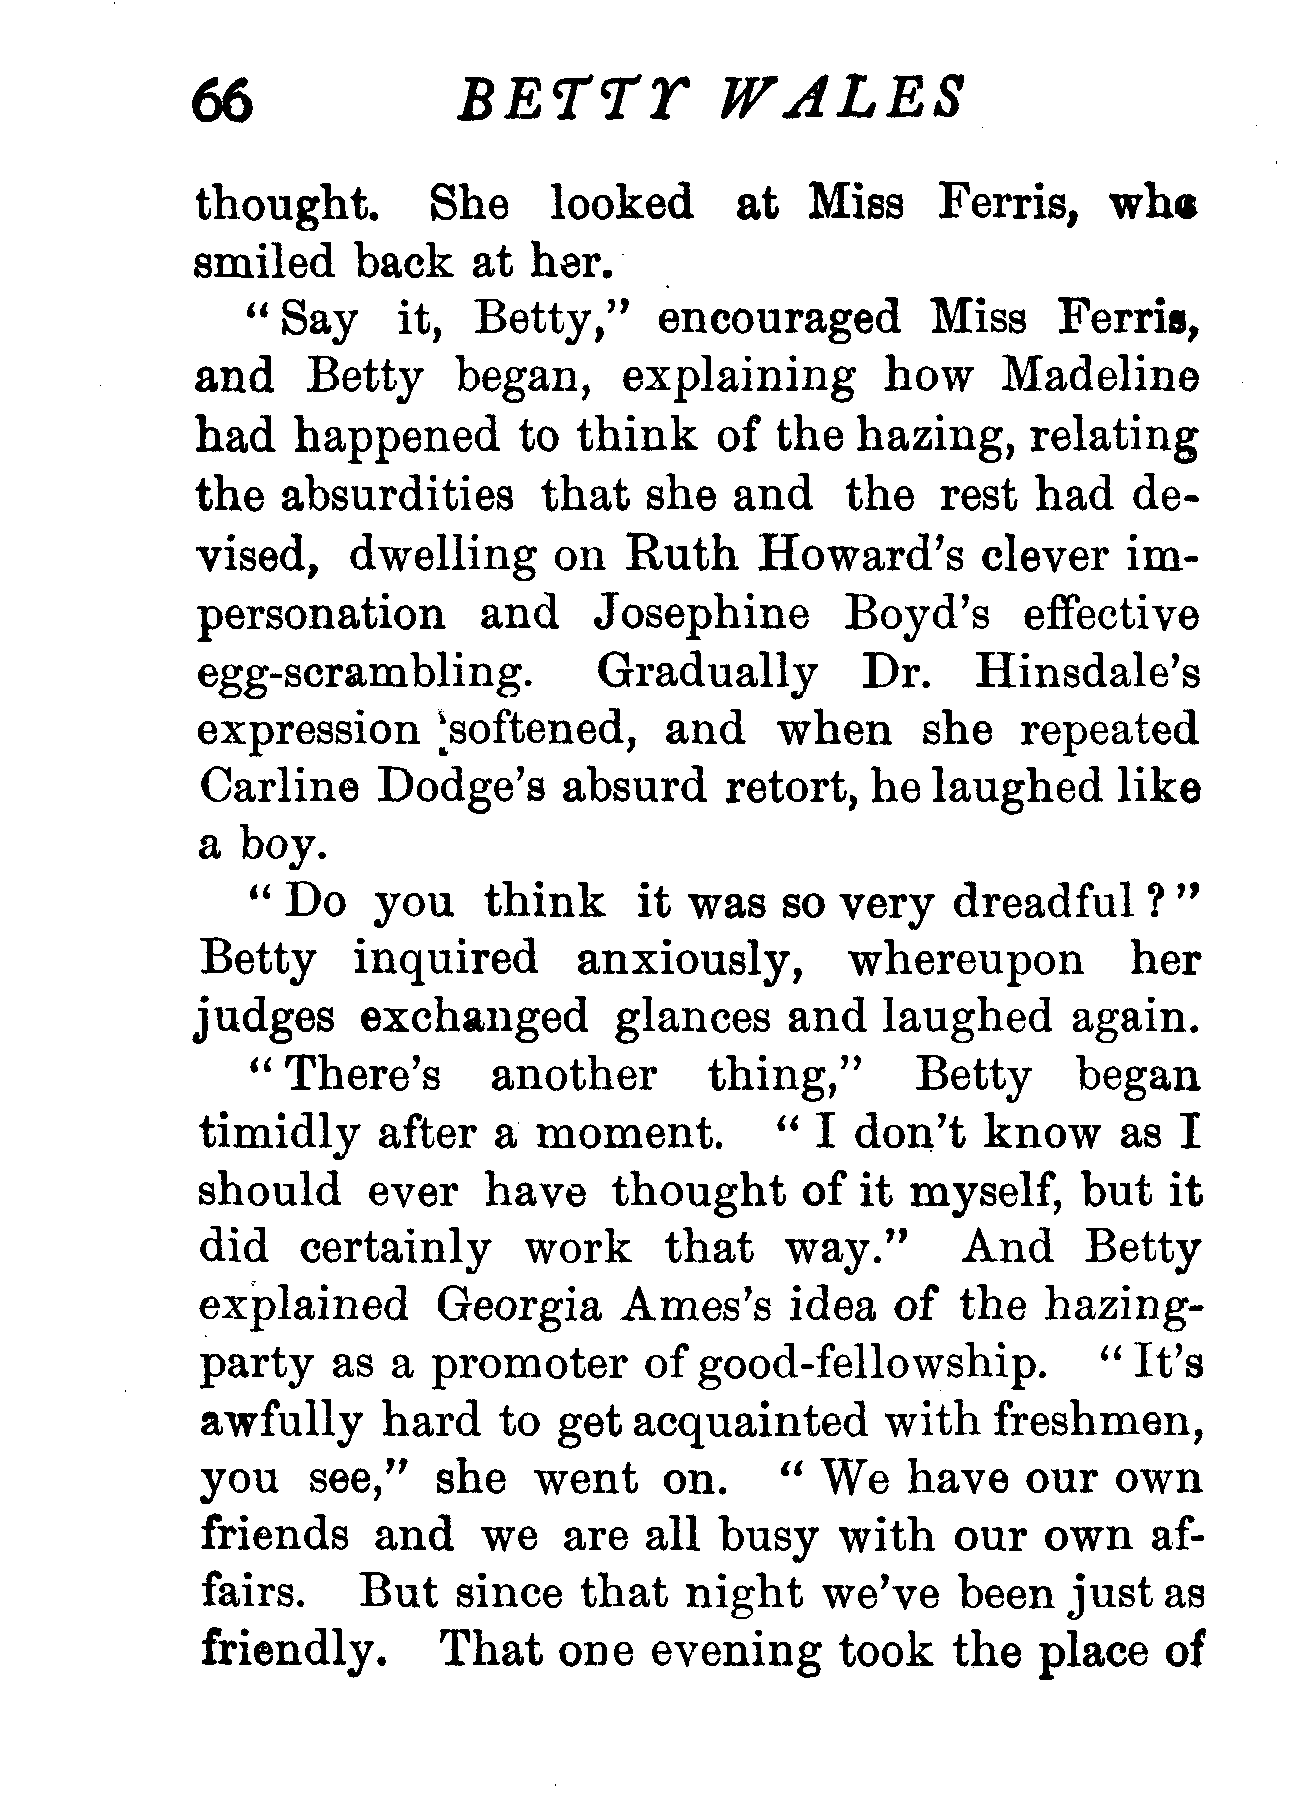 66 BETTY WALES
thought. She looked at Miss Ferris, who
smiled back at her.
" Say it, Betty," encouraged Miss Ferris,
and Betty began, explaining how Madeline
had happened to think of the hazing, relating
the absurdities that she and the rest had de-
vised, dwelling on Ruth Howard's clever im-
personation and Josephine Boyd's effective
egg-scrambling. Gradually Dr. Hinsdale's
expression softened, and when she repeated
Carline Dodge's absurd retort, he laughed like
a boy.
" Do you think it was so very dreadful ? "
Betty inquired anxiously, whereupon her
judges exchanged glances and laughed again.
" There's another thing," Betty began
timidly after a moment. " I don't know as I
should ever have thought of it myself, but it
did certainly work that way." And Betty
explained Georgia Ames's idea of the hazing-
party as a promoter of good-fellowship. " It's
awfully hard to get acquainted with freshmen,
you see," she went on. " We have our own
friends and we are all busy with our own af-
fairs. But since that night we've been just as
friendly. That one evening took the place of